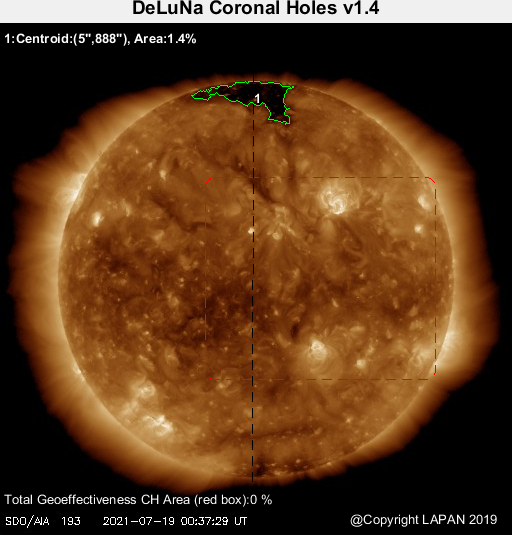 DeLuNa Coronal Holes v1.4
1:Centroid:(5",888"), Area:1.4%
1
Total Geoeffectiveness CH Area (red box):0 %
SDO/AIA 193 2021-07-19 00:37:29 UT
@Copyright LAPAN 2019